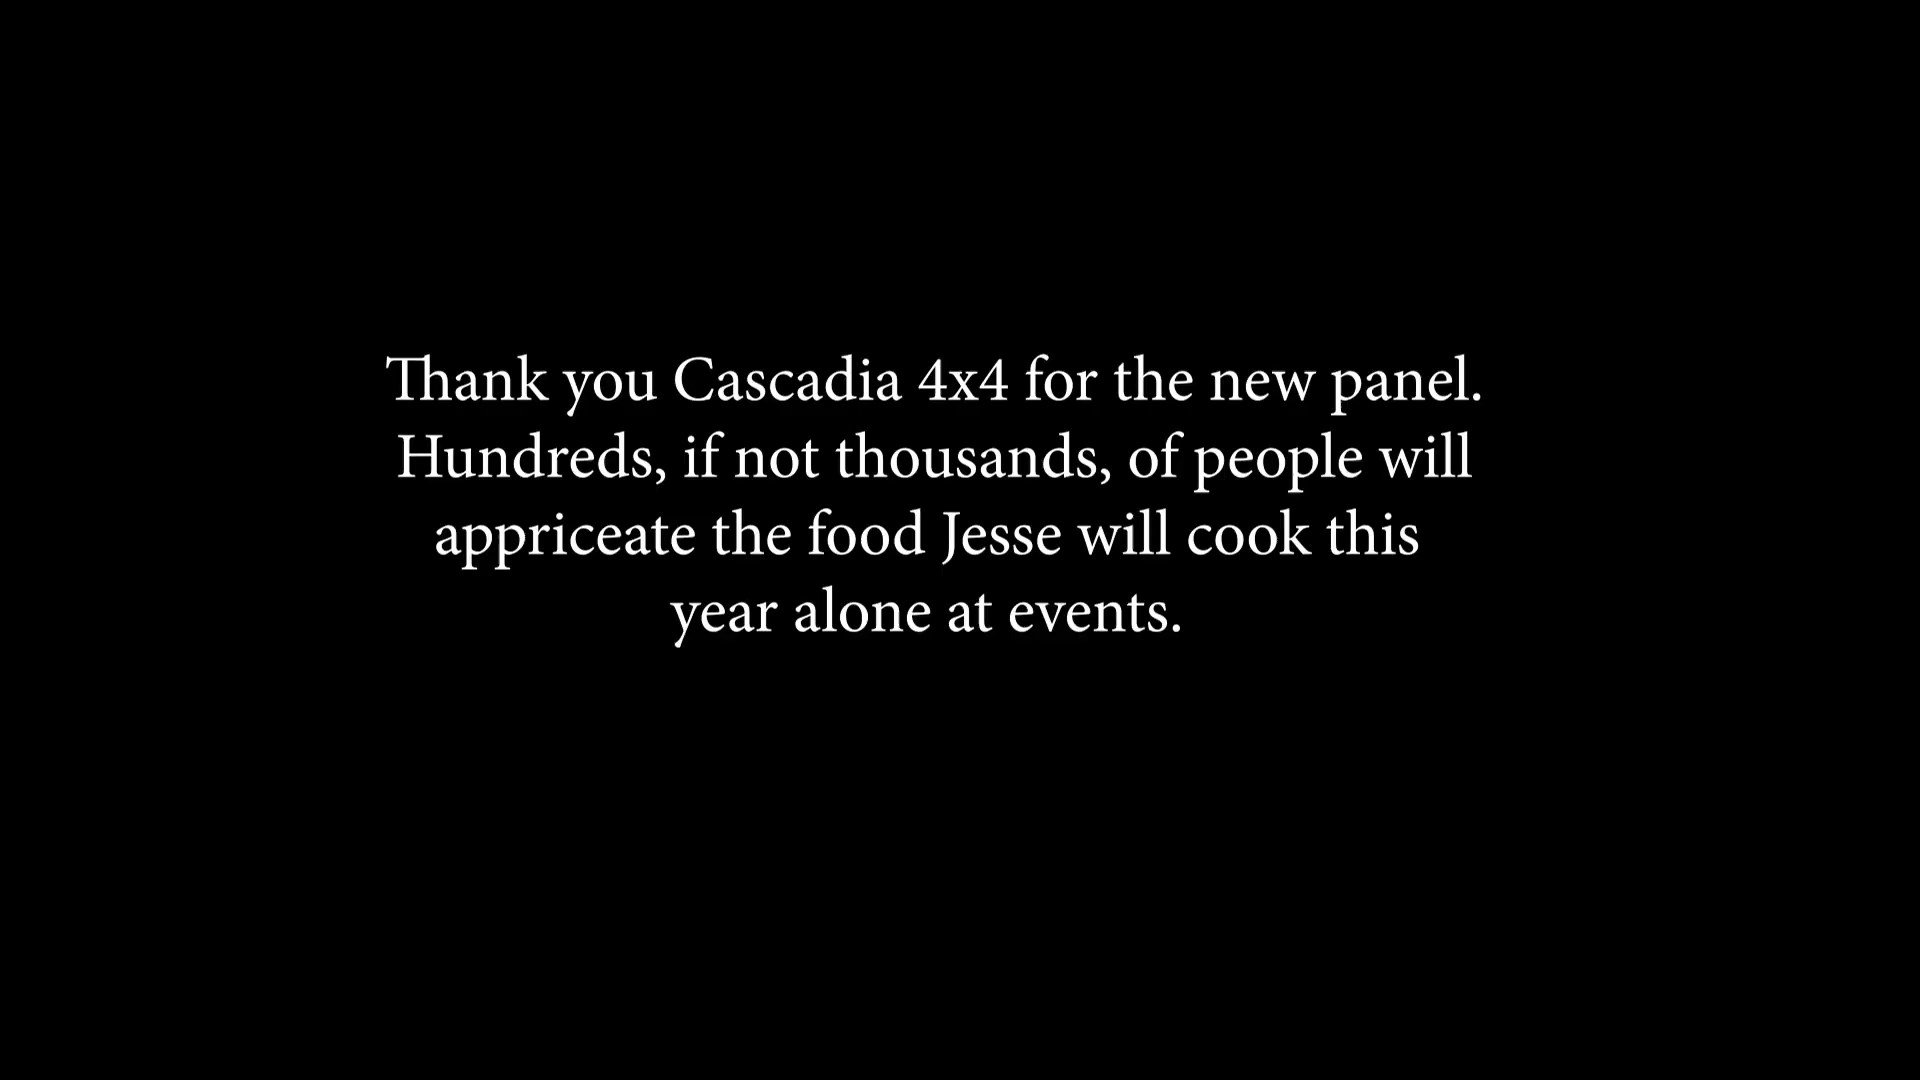 Thank you Cascadia 4x4 for the new panel.
Hundreds, if not thousands, of people will
appriceate the food Jesse will cook this
year alone at events.